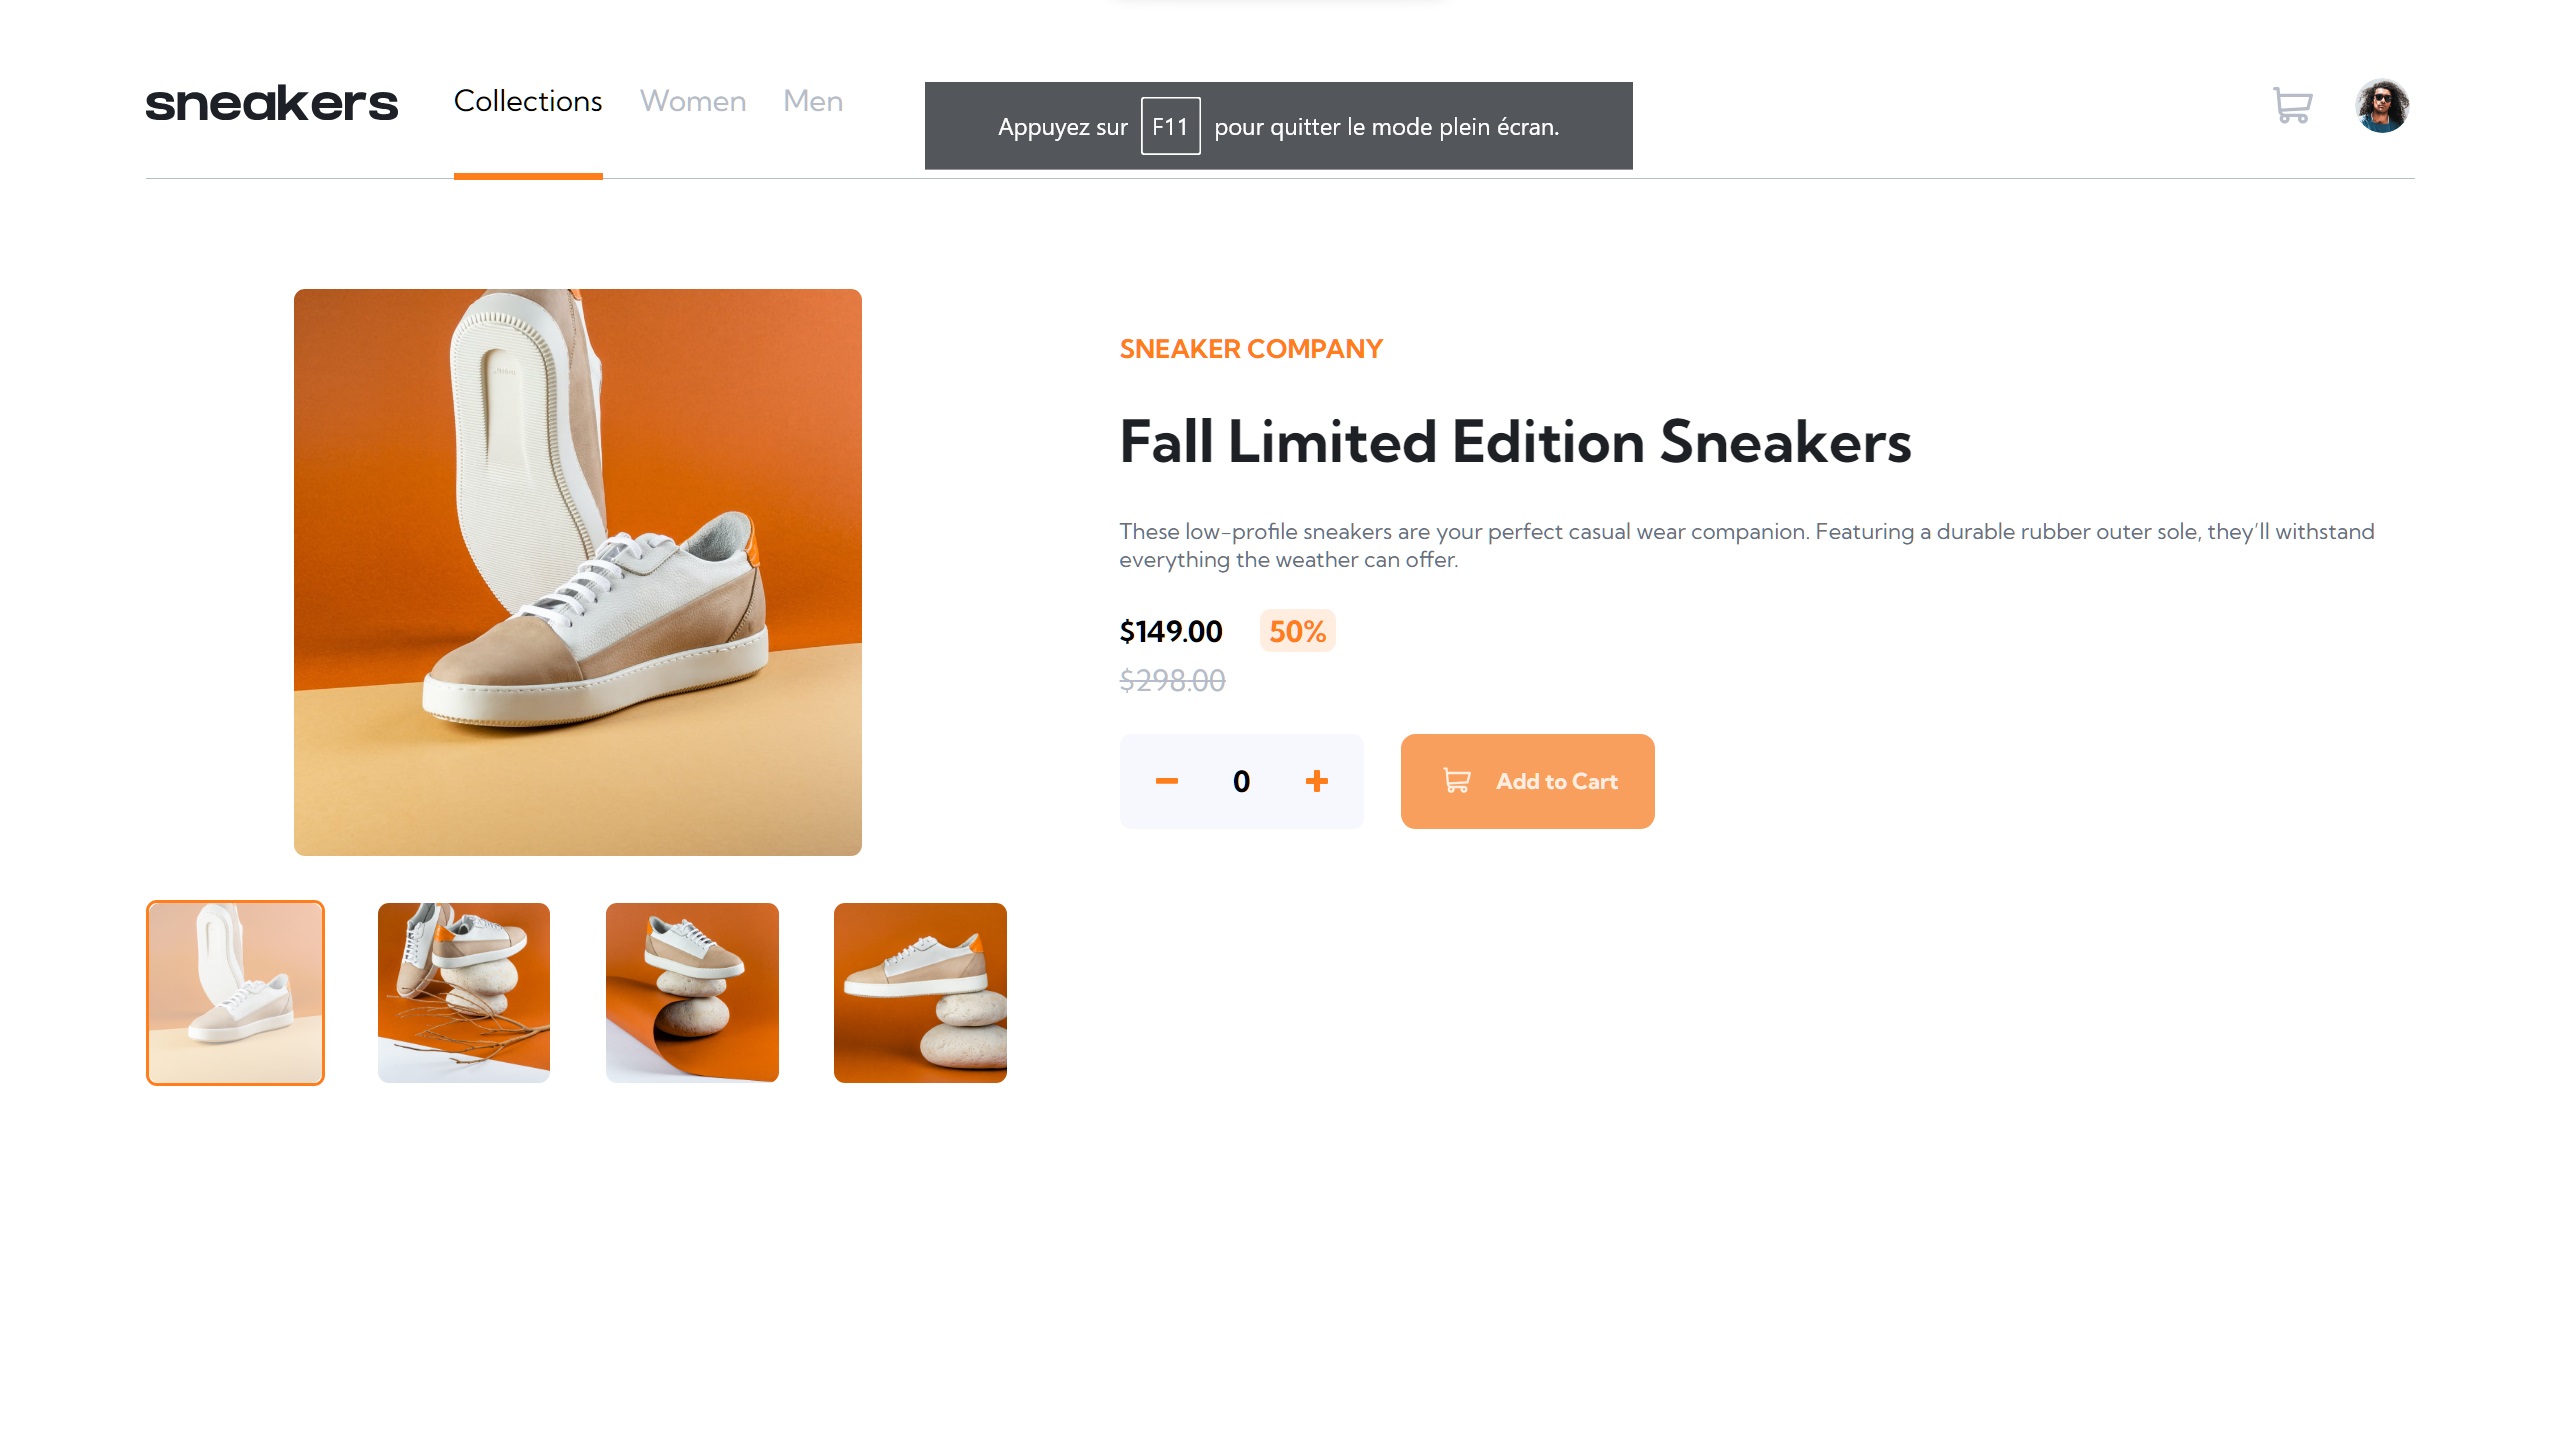 sneakers Collections Women Men
Appuyez sur F11 pour quitter le mode plein écran.
SNEAKER COMPANY
Fall Limited Edition Sneakers
These low-profile sneakers are your perfect casual wear companion. Featuring a durable rubber outer sole, they’ll withstand
everything the weather can offer.
$149.00 50%
$298.00
0 Add to Cart